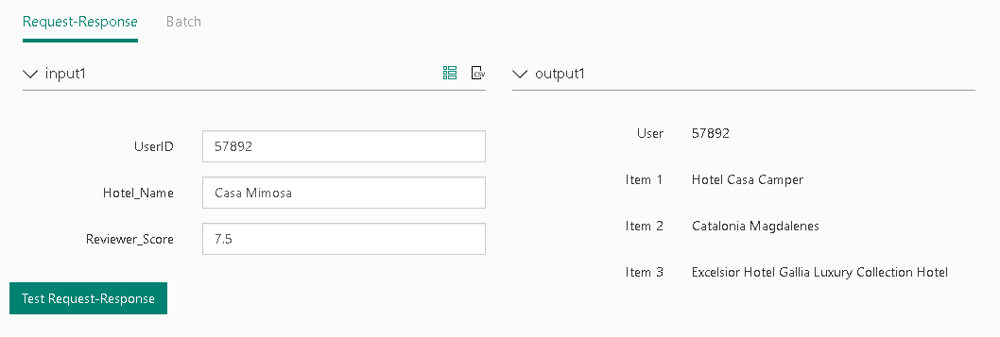 Request-Response Batch
input1
CSV
UserID 57892
Hotel_Name Casa Mimosa
Reviewer_Score 7.5
Test Request-Response
output1
User 57892
Item 1 Hotel Casa Camper
Item 2 Catalonia Magdalenes
Item 3 Excelsior Hotel Gallia Luxury Collection Hotel